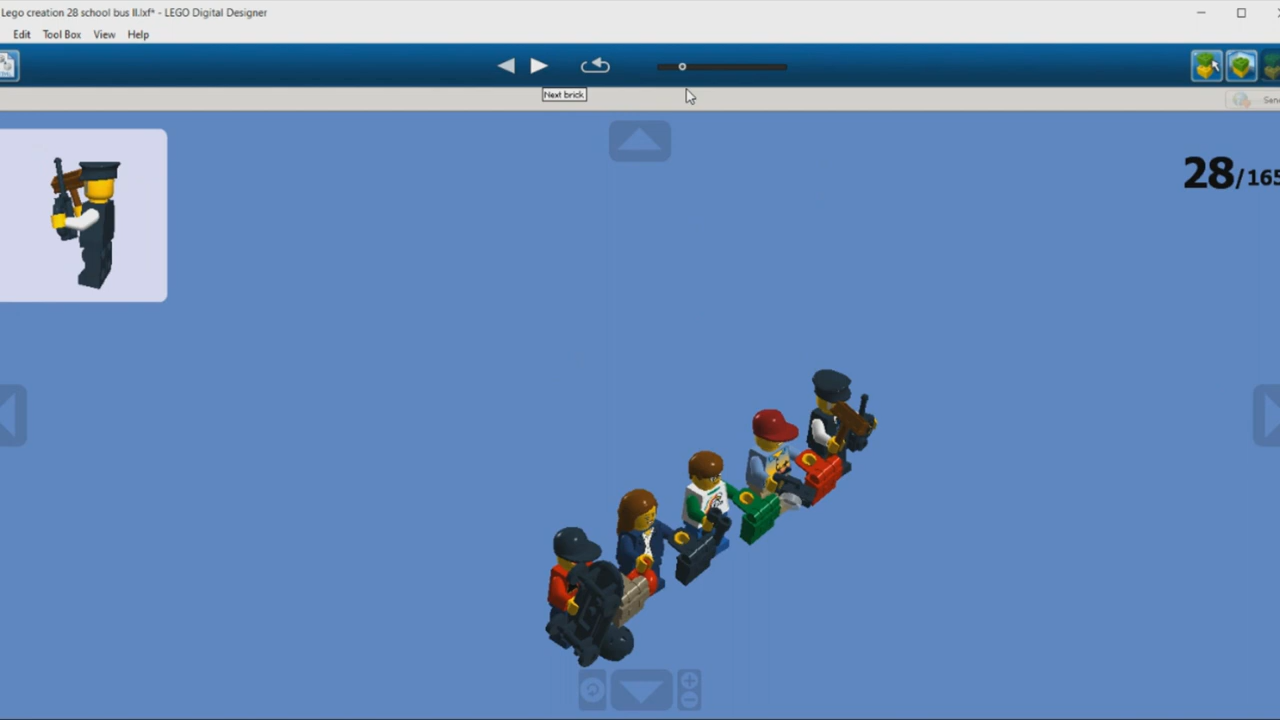 Lego creation 28 school bus II.lxf* - LEGO Digital Designer
Edit Tool Box View Help
Next brick
Sen
28/165